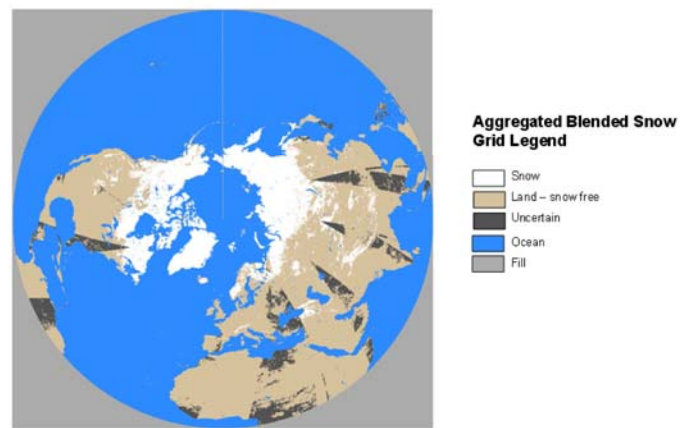 Aggregated Blended Snow
Grid Legend
Snow
Land – snow free
Uncertain
Ocean
Fill